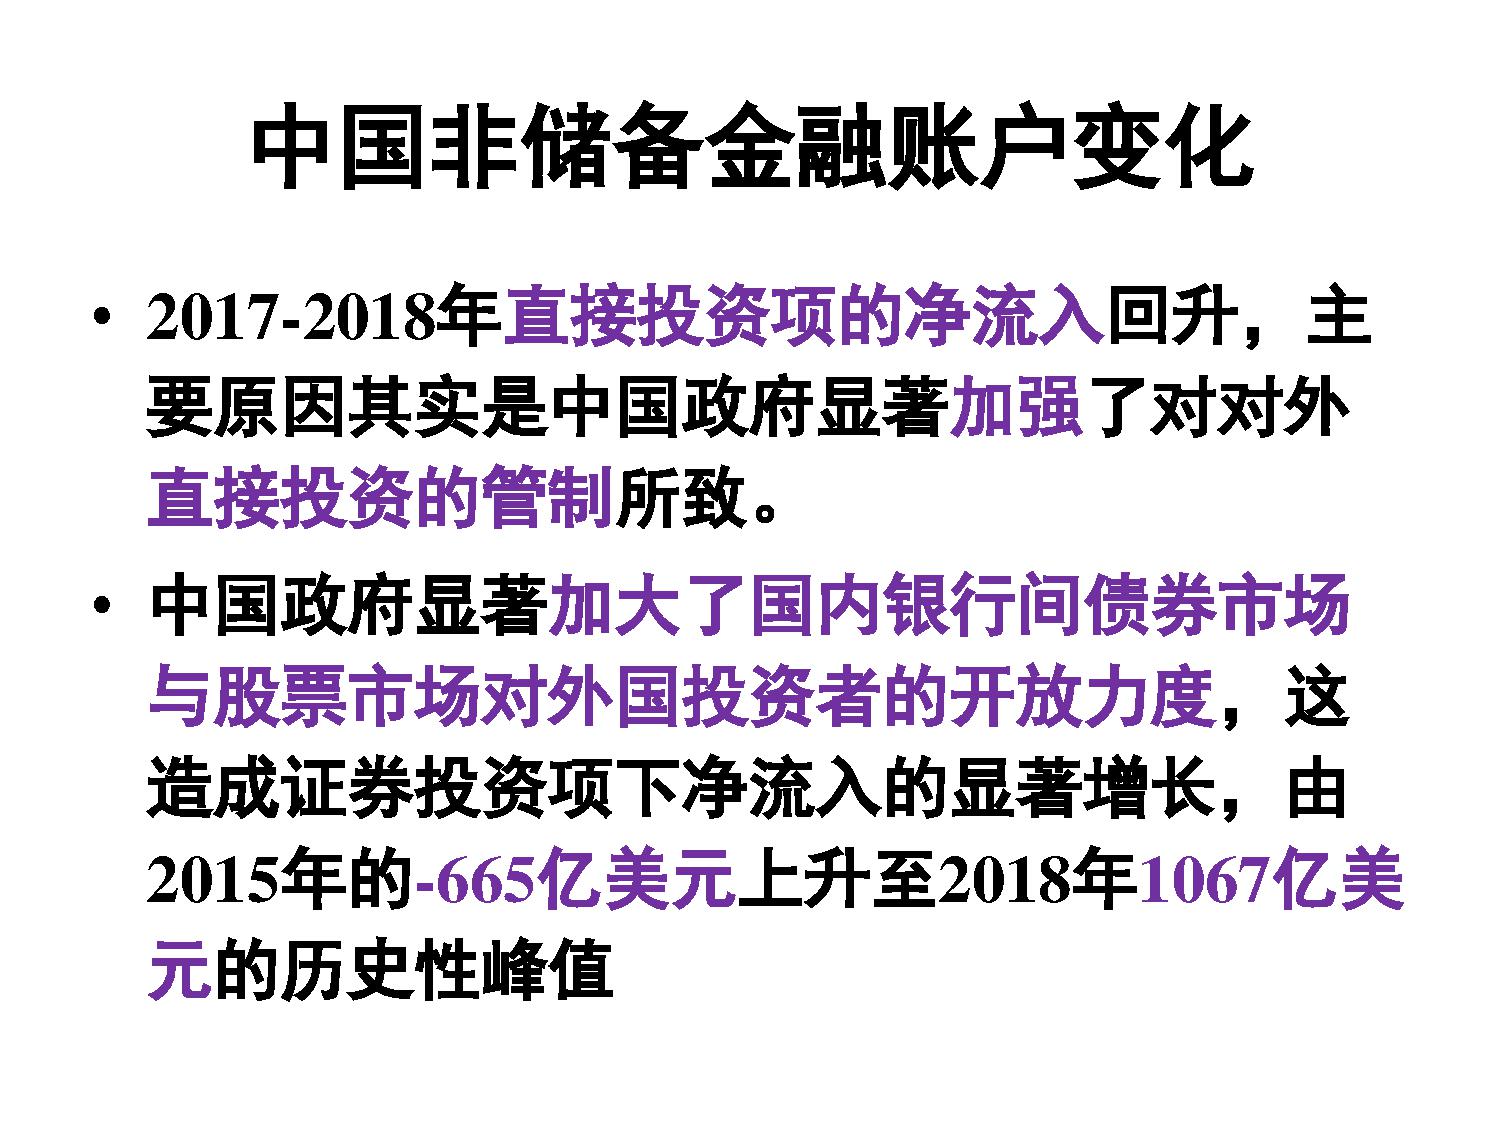 中国非储备金融账户变化
• 2017-2018年直接投资项的净流入回升，主
要原因其实是中国政府显著加强了对对外
直接投资的管制所致。
• 中国政府显著加大了国内银行间债券市场
与股票市场对外国投资者的开放力度，这
造成证券投资项下净流入的显著增长，由
2015年的-665亿美元上升至2018年1067亿美
元的历史性峰值